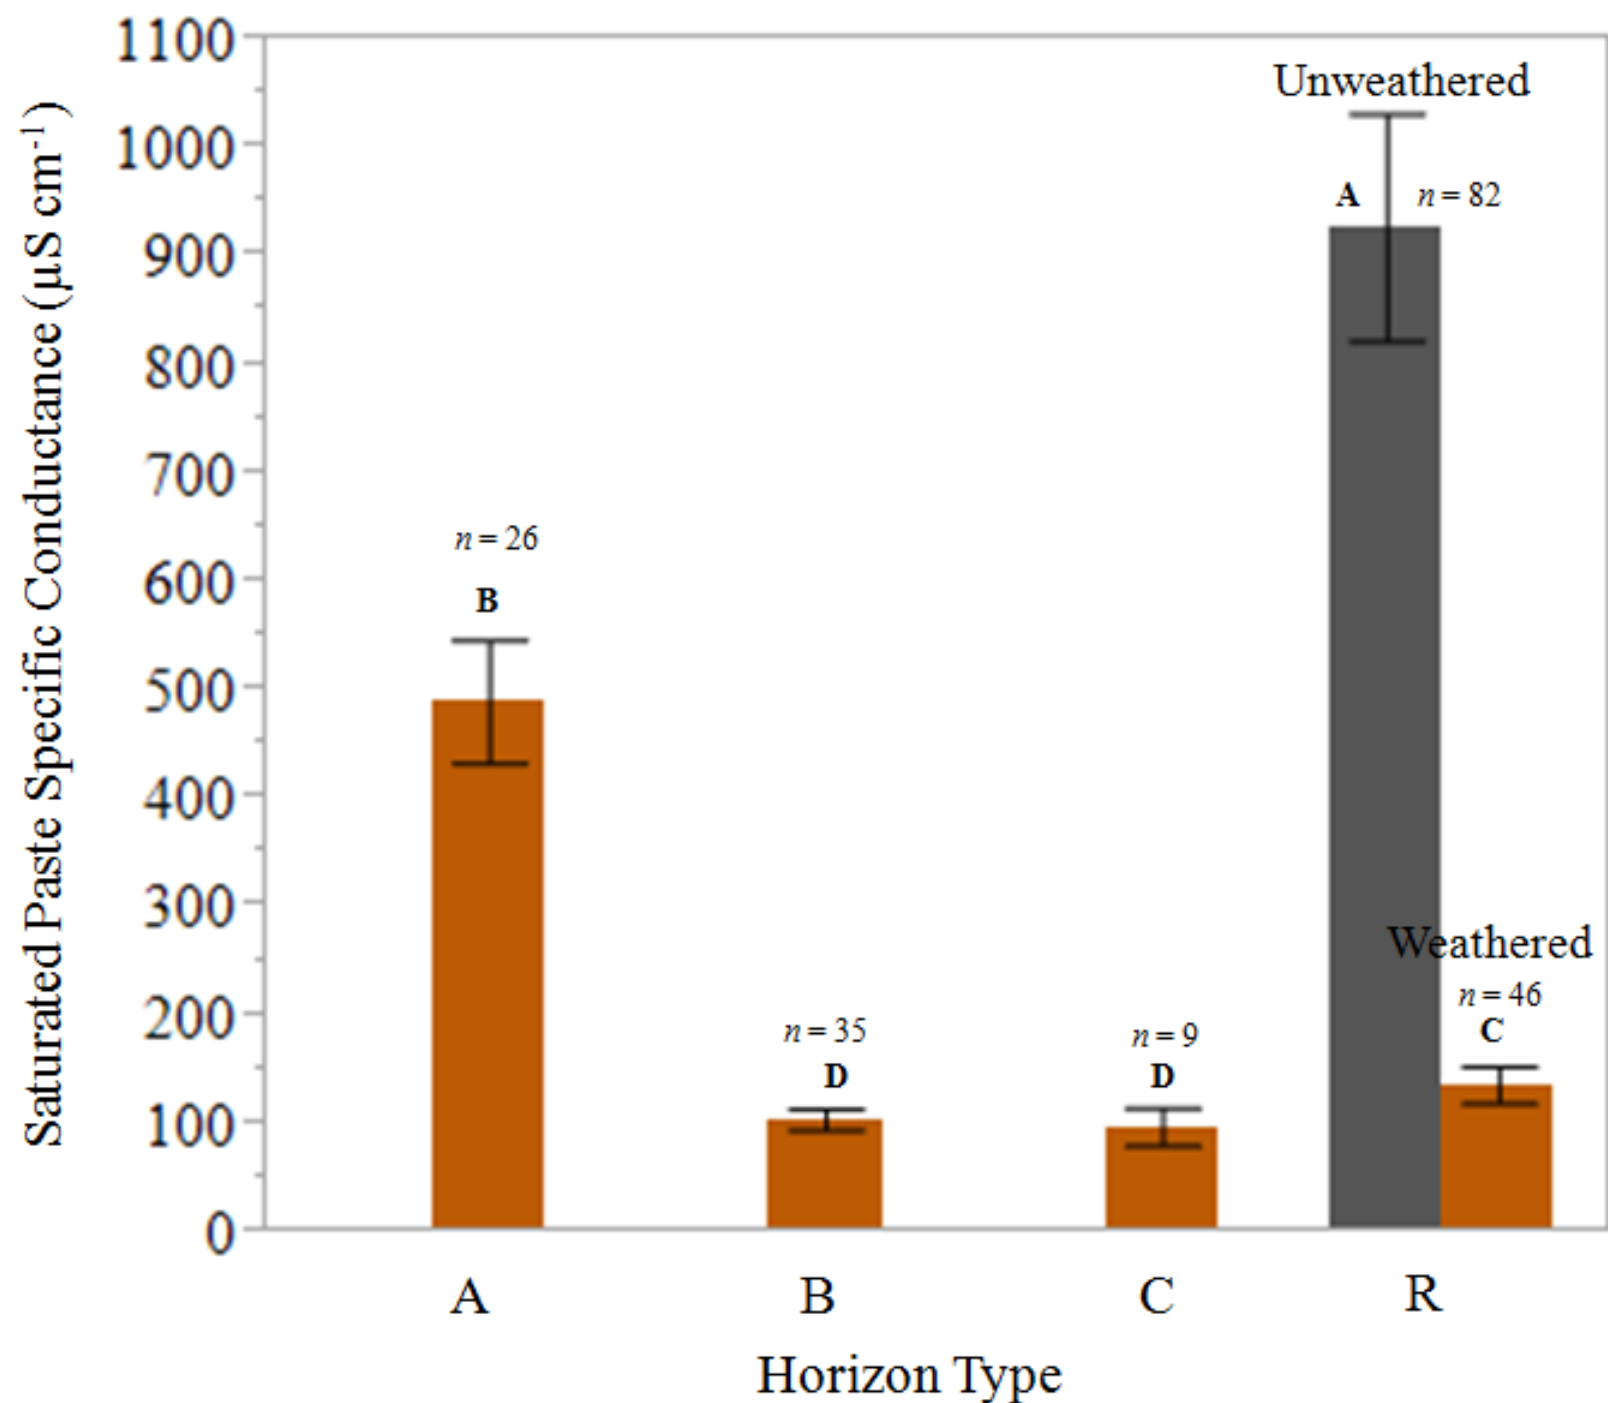 Saturated Paste Specific Conductance (µS cm⁻¹)
1100
1000
900
800
700
600
500
400
300
200
100
0
n = 26
B
n = 35
D
n = 9
D
Unweathered
A n = 82
Weathered
n = 46
C
A B C R
Horizon Type